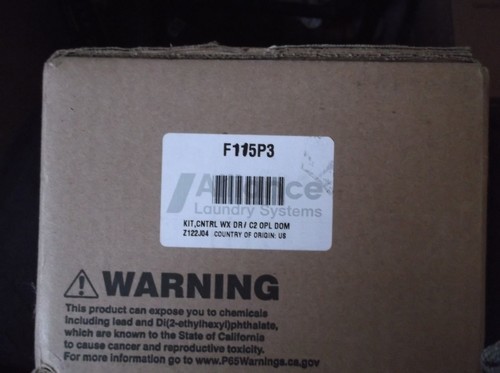 F115P3
Alliance
Laundry Systems
KIT,CNTRL WX DR/ C2 OPL DOM
Z122J04 COUNTRY OF ORIGIN: US
WARNING
This product can expose you to chemicals
including lead and Di(2-ethylhexyl)phthalate,
which are known to the State of California
to cause cancer and reproductive toxicity.
For more information go to www.P65Warnings.ca.gov